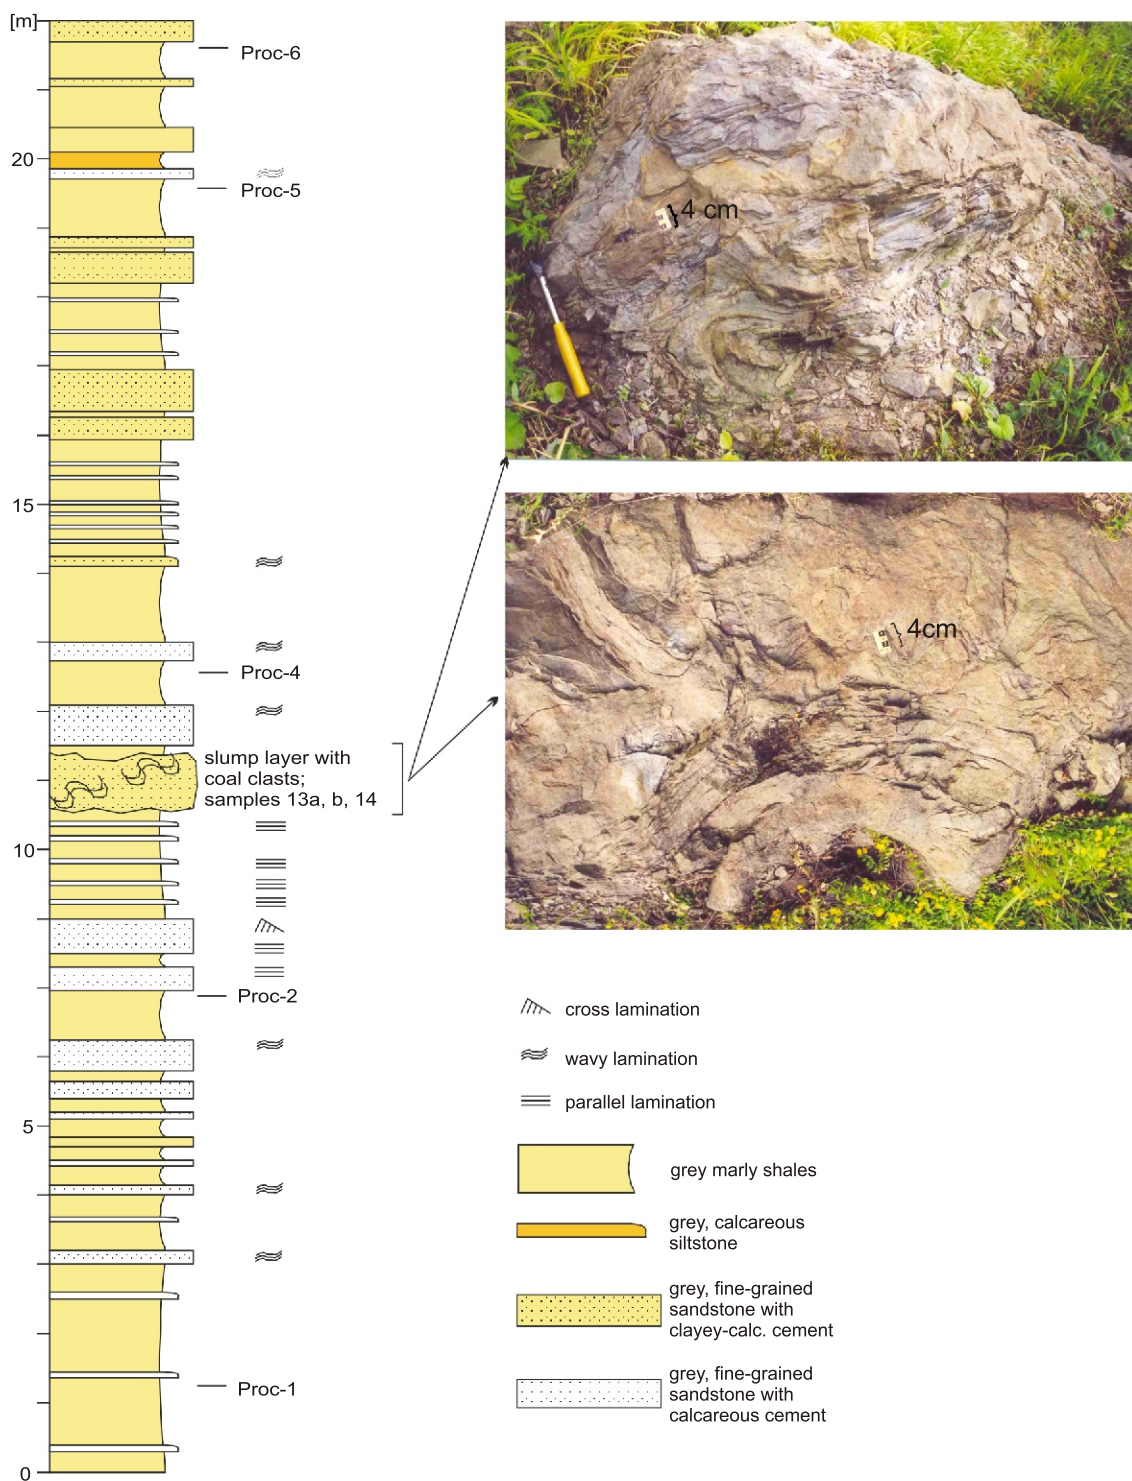 [m]
Proc-6
20
Proc-5
4 cm
15
4cm
Proc-4
slump layer with
coal clasts;
samples 13a, b, 14
10
Proc-2
cross lamination
wavy lamination
parallel lamination
5
grey marly shales
grey, calcareous
siltstone
grey, fine-grained
sandstone with
clayey-calc. cement
grey, fine-grained
sandstone with
calcareous cement
Proc-1
0